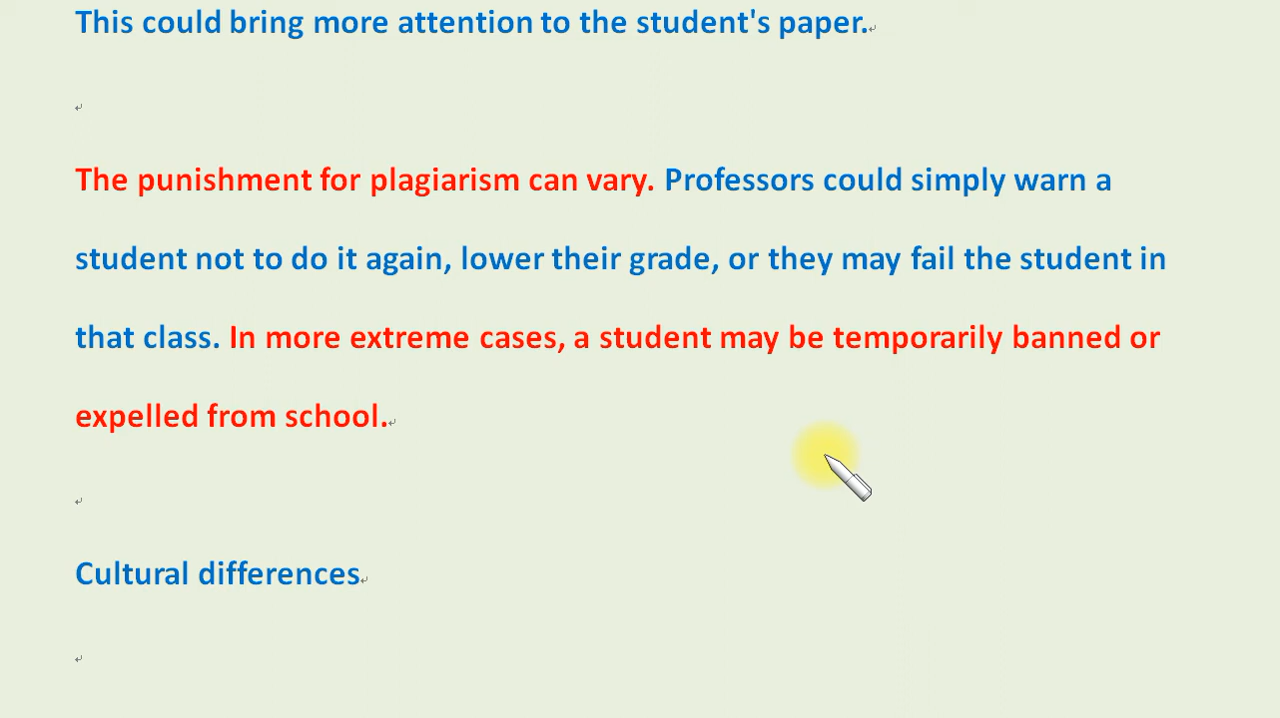 This could bring more attention to the student's paper.
The punishment for plagiarism can vary. Professors could simply warn a
student not to do it again, lower their grade, or they may fail the student in
that class. In more extreme cases, a student may be temporarily banned or
expelled from school.
Cultural differences